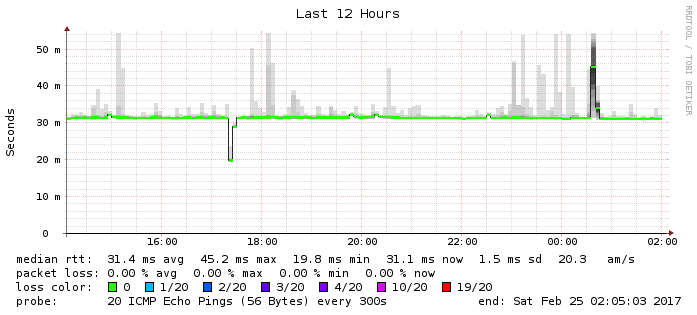 Last 12 Hours
RRDTOOL / TOBI OETIKER
Seconds
50 m
40 m
30 m
20 m
10 m
0
16:00 18:00 20:00 22:00 00:00 02:00
median rtt: 31.4 ms avg 45.2 ms max 19.8 ms min 31.1 ms now 1.5 ms sd 20.3 am/s
packet loss: 0.00 % avg 0.00 % max 0.00 % min 0.00 % now
loss color: 0 1/20 2/20 3/20 4/20 10/20 19/20
probe: 20 ICMP Echo Pings (56 Bytes) every 300s end: Sat Feb 25 02:05:03 2017